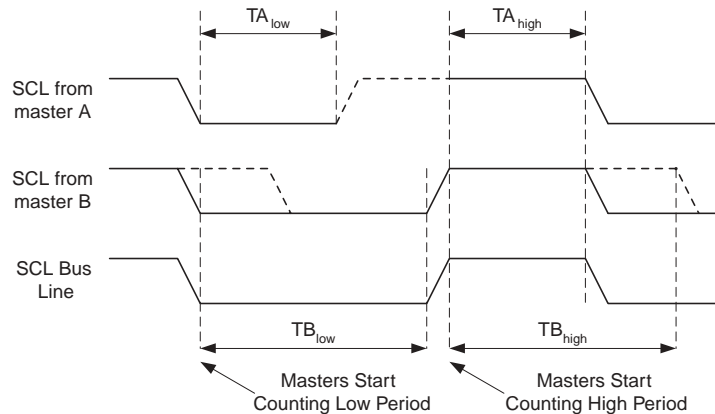 TA low
TA high
SCL from
master A
SCL from
master B
SCL Bus
Line
TB low
TB high
Masters Start
Counting Low Period
Masters Start
Counting High Period